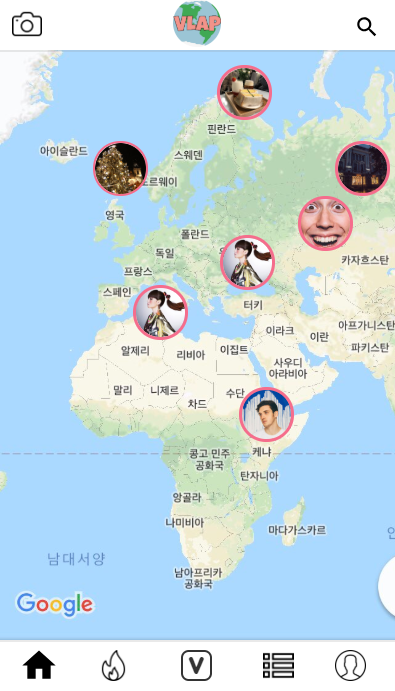 VLAP
핀란드
아이슬란드
스웨덴
르웨이
영국
폴란드
독일
프랑스
카자흐스탄
스페인
터키
이라크
아프가니스탄
이란
알제리
리비아
이집트
파키스탄
사우디
아라비아
말리
니제르
수단
차드
콩고 민주
공화국
케냐
탄자니아
앙골라
나미비아
마다가스카르
남대서양
남아프리카
공화국
Google
V